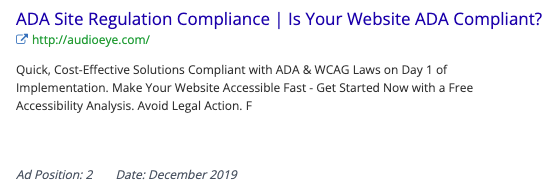 ADA Site Regulation Compliance | Is Your Website ADA Compliant?
http://audioeye.com/
Quick, Cost-Effective Solutions Compliant with ADA & WCAG Laws on Day 1 of
Implementation. Make Your Website Accessible Fast - Get Started Now with a Free
Accessibility Analysis. Avoid Legal Action. F
Ad Position: 2 Date: December 2019